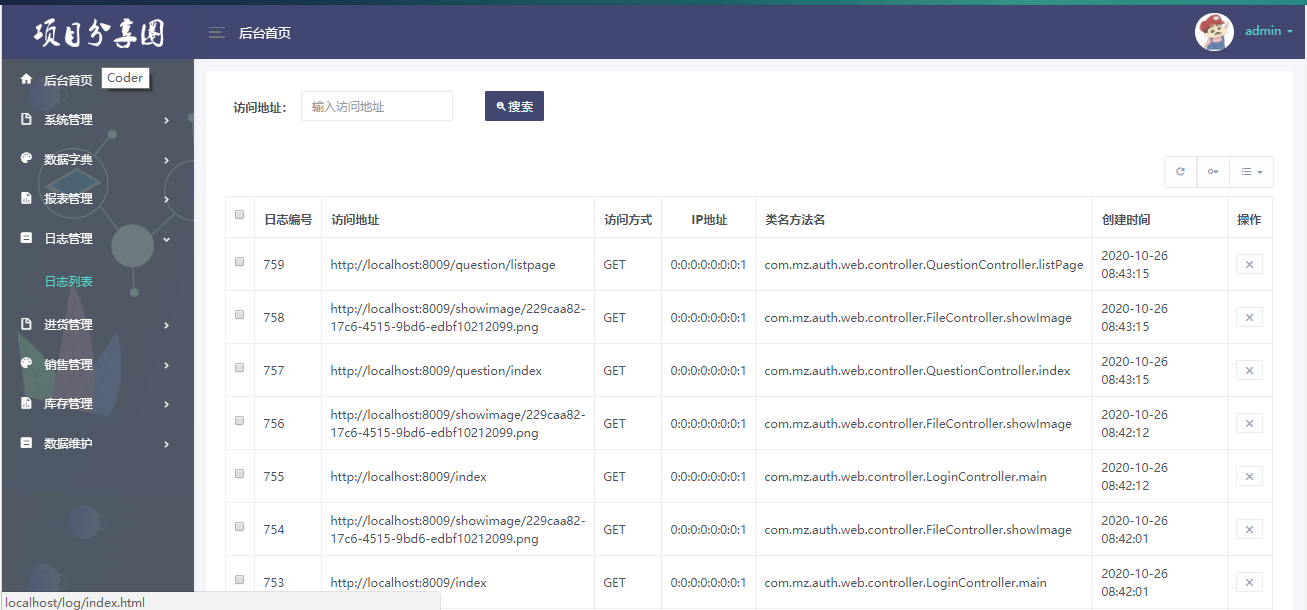 项目分享圈
后台首页
admin
后台首页
Coder
系统管理
数据字典
报表管理
日志管理
日志列表
进货管理
销售管理
库存管理
数据维护
访问地址：
输入访问地址
搜索
日志编号 访问地址 访问方式 IP地址 类名方法名 创建时间 操作
759 http://localhost:8009/question/listpage GET 0:0:0:0:0:0:0:1 com.mz.auth.web.controller.QuestionController.listPage 2020-10-26
08:43:15
758 http://localhost:8009/showimage/229caa82-
17c6-4515-9bd6-edbf10212099.png GET 0:0:0:0:0:0:0:1 com.mz.auth.web.controller.FileController.showImage 2020-10-26
08:43:15
757 http://localhost:8009/question/index GET 0:0:0:0:0:0:0:1 com.mz.auth.web.controller.QuestionController.index 2020-10-26
08:43:15
756 http://localhost:8009/showimage/229caa82-
17c6-4515-9bd6-edbf10212099.png GET 0:0:0:0:0:0:0:1 com.mz.auth.web.controller.FileController.showImage 2020-10-26
08:42:12
755 http://localhost:8009/index GET 0:0:0:0:0:0:0:1 com.mz.auth.web.controller.LoginController.main 2020-10-26
08:42:12
754 http://localhost:8009/showimage/229caa82-
17c6-4515-9bd6-edbf10212099.png GET 0:0:0:0:0:0:0:1 com.mz.auth.web.controller.FileController.showImage 2020-10-26
08:42:01
753 http://localhost:8009/index GET 0:0:0:0:0:0:0:1 com.mz.auth.web.controller.LoginController.main 2020-10-26
08:42:01
localhost/log/index.html